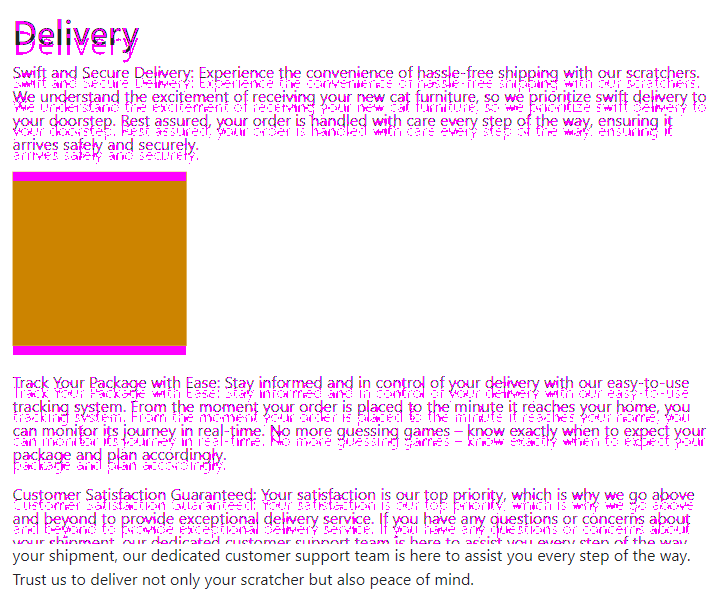 Delivery
Swift and Secure Delivery: Experience the convenience of hassle-free shipping with our scratchers.
We understand the excitement of receiving your new cat furniture, so we prioritize swift delivery to
your doorstep. Rest assured, your order is handled with care every step of the way, ensuring it
arrives safely and securely.
Track Your Package with Ease: Stay informed and in control of your delivery with our easy-to-use
tracking system. From the moment your order is placed to the minute it reaches your home, you
can monitor its journey in real-time. No more guessing games – know exactly when to expect your
package and plan accordingly.
Customer Satisfaction Guaranteed: Your satisfaction is our top priority, which is why we go above
and beyond to provide exceptional delivery service. If you have any questions or concerns about
your shipment, our dedicated customer support team is here to assist you every step of the way.
Trust us to deliver not only your scratcher but also peace of mind.